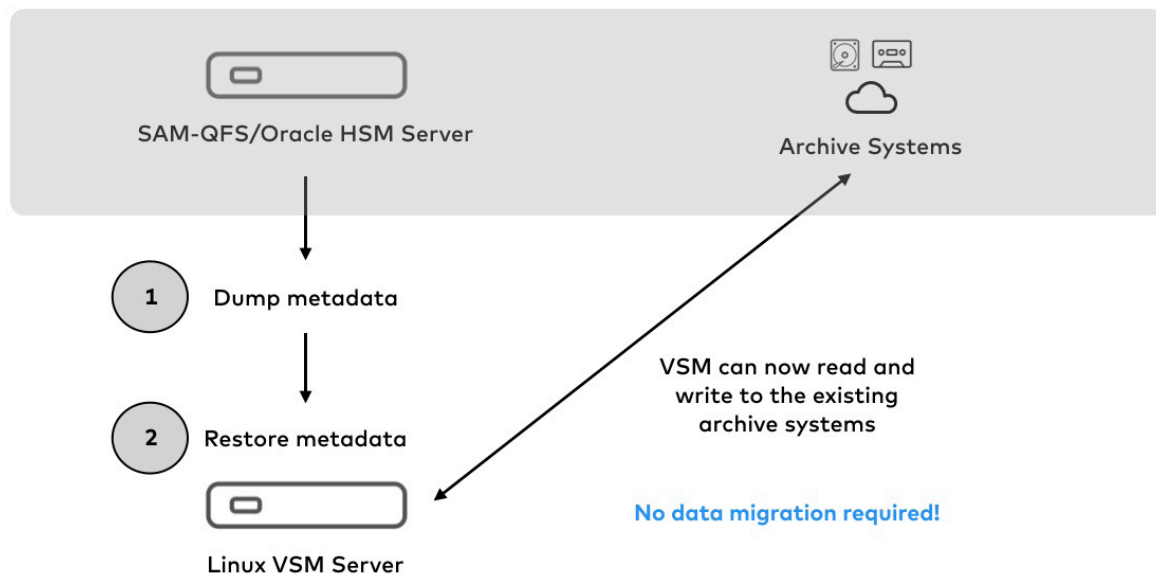 SAM-QFS/Oracle HSM Server
Archive Systems
1
Dump metadata
2
Restore metadata
VSM can now read and
write to the existing
archive systems
No data migration required!
Linux VSM Server